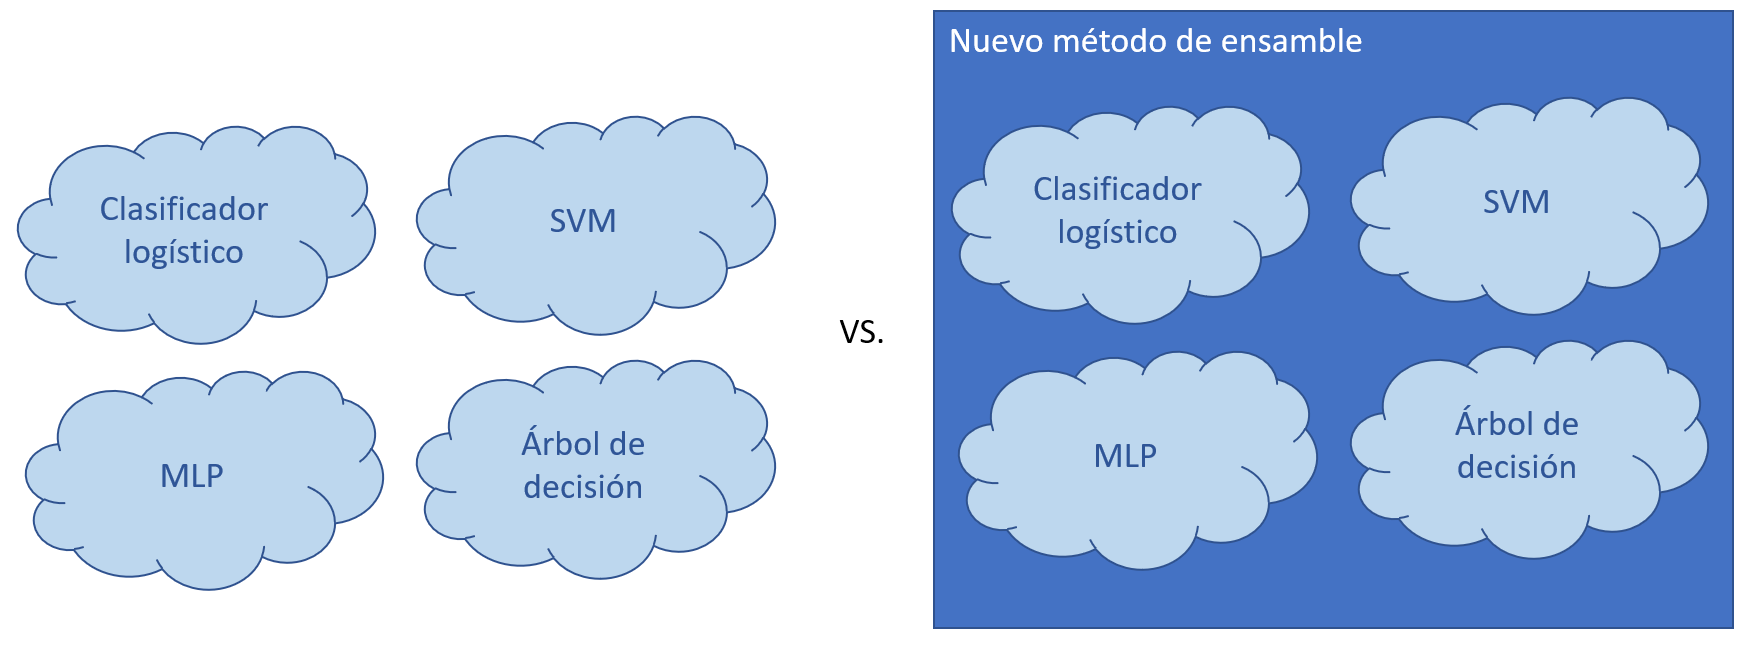 Clasificador
logístico
SVM
MLP
Árbol de
decisión
VS.
Nuevo método de ensamble
Clasificador
logístico
SVM
MLP
Árbol de
decisión